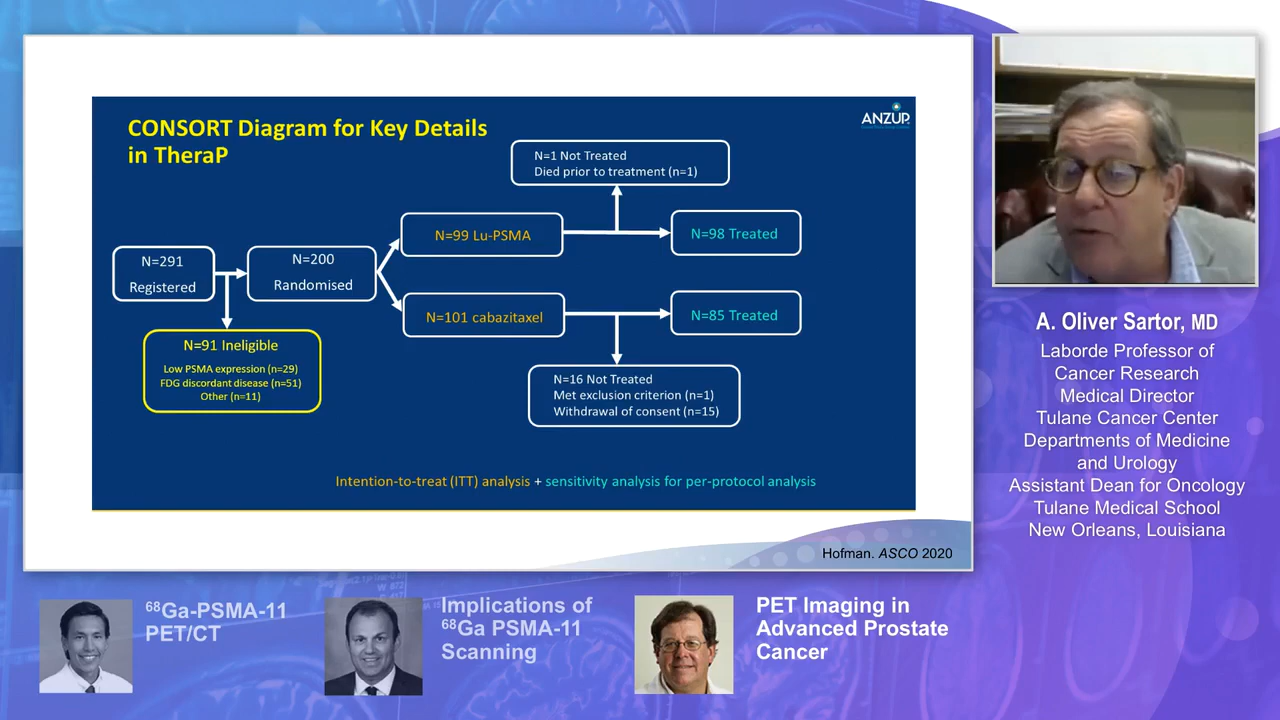 CONSORT Diagram for Key Details
in TheraP
ANZUP
N=1 Not Treated
Died prior to treatment (n=1)
N=99 Lu-PSMA
N=98 Treated
N=291
Registered
N=200
Randomised
N=101 cabazitaxel
N=85 Treated
N=91 Ineligible
Low PSMA expression (n=29)
FDG discordant disease (n=51)
Other (n=11)
N=16 Not Treated
Met exclusion criterion (n=1)
Withdrawal of consent (n=15)
Intention-to-treat (ITT) analysis + sensitivity analysis for per-protocol analysis
Hofman. ASCO 2020
A. Oliver Sartor, MD
Laborde Professor of
Cancer Research
Medical Director
Tulane Cancer Center
Departments of Medicine
and Urology
Assistant Dean for Oncology
Tulane Medical School
New Orleans, Louisiana
68Ga-PSMA-11
PET/CT
Implications of
68Ga PSMA-11
Scanning
PET Imaging in
Advanced Prostate
Cancer